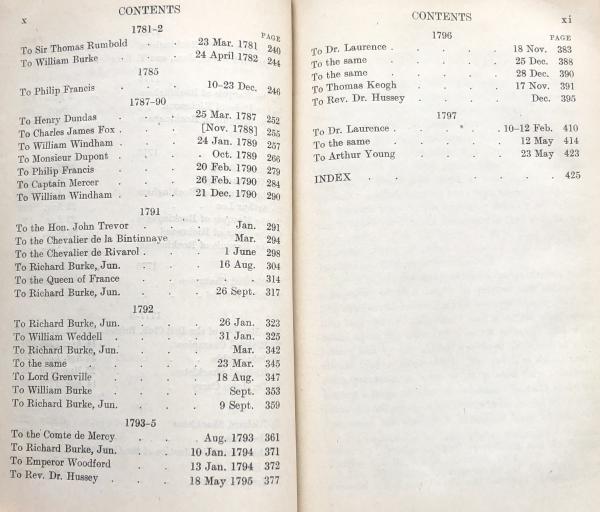 x CONTENTS
1781-2
PAGE
To Sir Thomas Rumbold . . 23 Mar. 1781 240
To William Burke . . 24 April 1782 244
1785
To Philip Francis . . 10–23 Dec. 246
1787-90
To Henry Dundas . . 25 Mar. 1787 252
To Charles James Fox . . [Nov. 1788] 255
To William Windham . . 24 Jan. 1789 257
To Monsieur Dupont . . Oct. 1789 266
To Philip Francis . . 20 Feb. 1790 279
To Captain Mercer . . 26 Feb. 1790 284
To William Windham . . 21 Dec. 1790 290
1791
To the Hon. John Trevor . . Jan. 291
To the Chevalier de la Bintinnaye . Mar. 294
To the Chevalier de Rivarol . . 1 June 298
To Richard Burke, Jun. . . 16 Aug. 304
To the Queen of France . . . 314
To Richard Burke, Jun. . . . 26 Sept. 317
1792
To Richard Burke, Jun. . . . 26 Jan. 323
To William Weddell . . . . 31 Jan. 325
To Richard Burke, Jun. . . . Mar. 342
To the same . . . . 23 Mar. 345
To Lord Grenville . . . . 18 Aug. 347
To William Burke . . . . Sept. 353
To Richard Burke, Jun. . . . 9 Sept. 359
1793-5
To the Comte de Mercy . . Aug. 1793 361
To Richard Burke, Jun. . . 10 Jan. 1794 371
To Emperor Woodford . . 13 Jan. 1794 372
To Rev. Dr. Hussey . . . 18 May 1795 377
CONTENTS xi
1796
PAGE
To Dr. Laurence . . . . 18 Nov. 383
To the same . . . . 25 Dec. 388
To the same . . . . 28 Dec. 390
To Thomas Keogh . . . . 17 Nov. 391
To Rev. Dr. Hussey . . . . Dec. 395
1797
To Dr. Laurence . . . 10–12 Feb. 410
To the same . . . . 12 May 414
To Arthur Young . . . . 23 May 423
INDEX . . . . . . 425